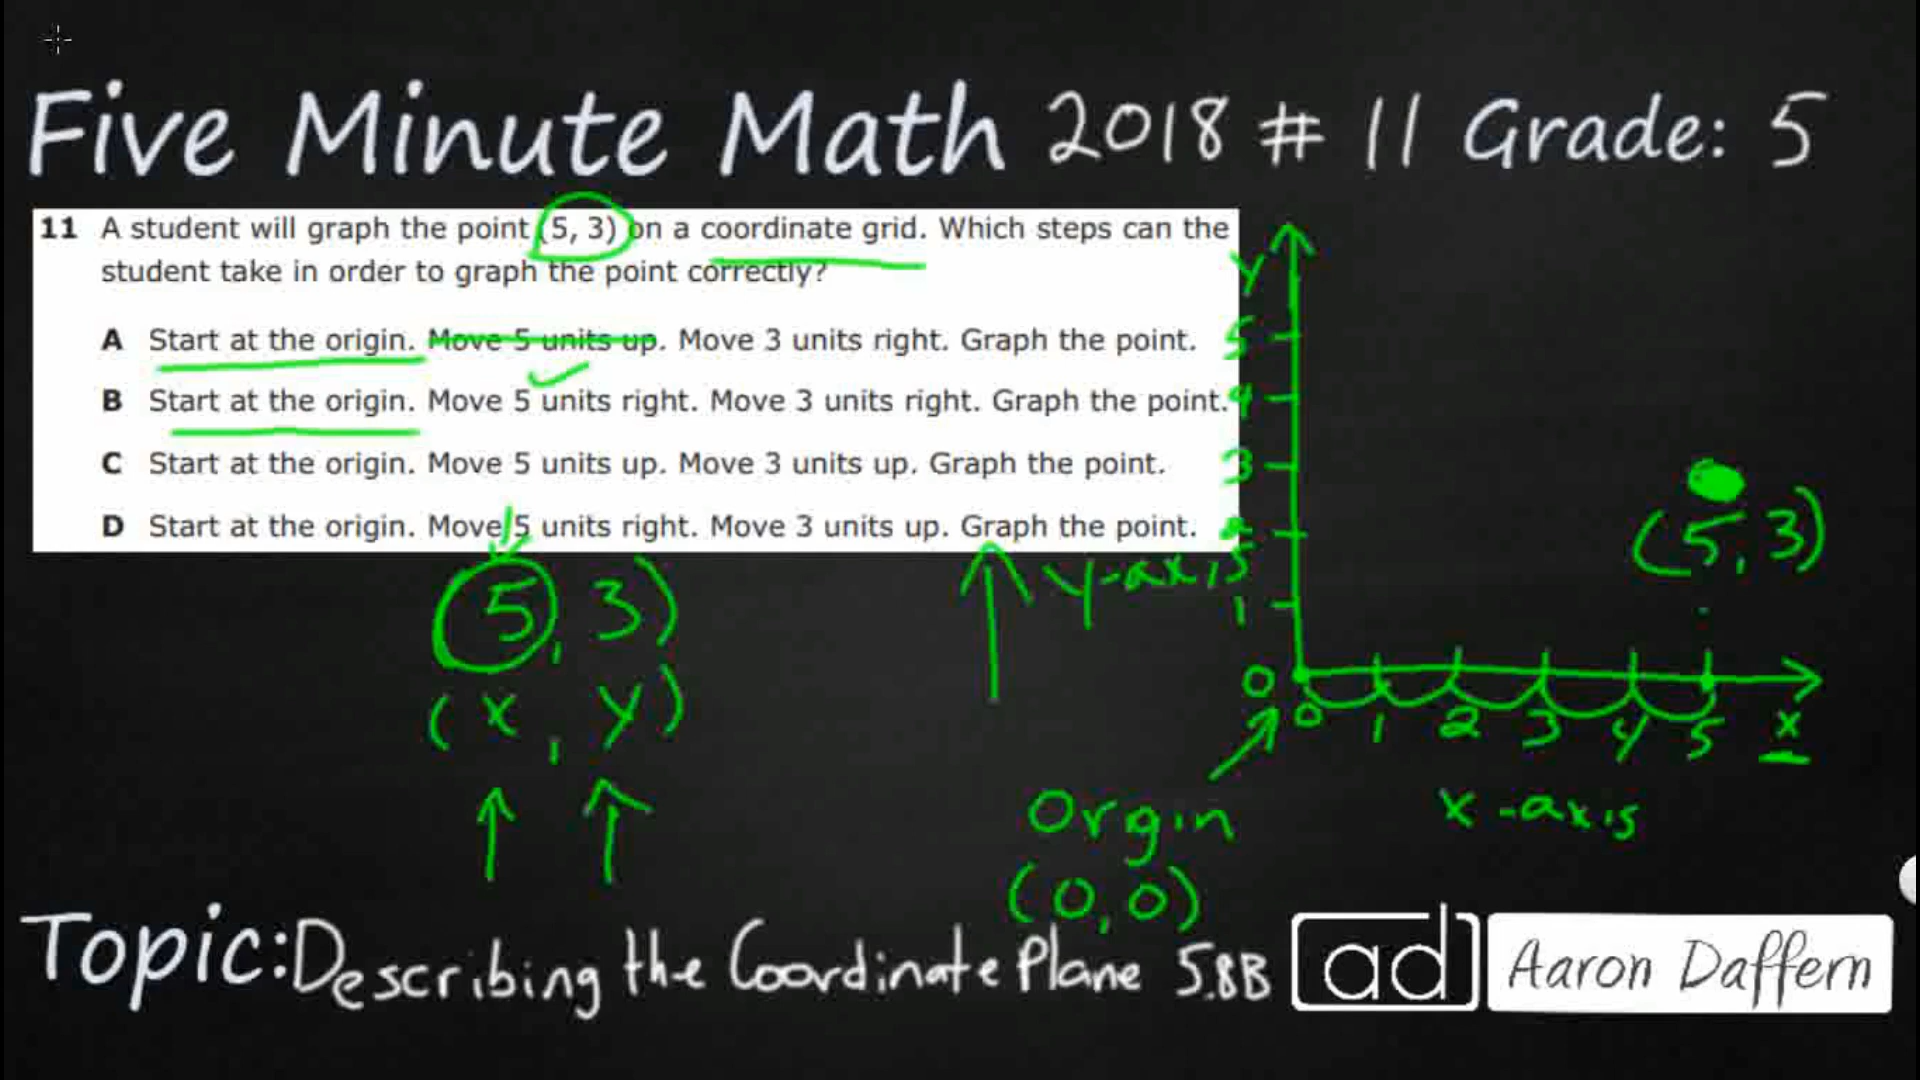 Five Minute Math 2018 # 11 Grade: 5
11 A student will graph the point (5, 3) on a coordinate grid. Which steps can the
student take in order to graph the point correctly?
A Start at the origin. Move 5 units up. Move 3 units right. Graph the point.
B Start at the origin. Move 5 units right. Move 3 units right. Graph the point.
C Start at the origin. Move 5 units up. Move 3 units up. Graph the point.
D Start at the origin. Move 5 units right. Move 3 units up. Graph the point.
5, 3)
(x, y)
y-axis
Y
5
4
3
2
1
0
0 1 2 3 4 5 x
(5, 3)
x-axis
Orgin
(0,0)
Topic: Describing the Coordinate Plane 5.8B
ad
Aaron Daffern